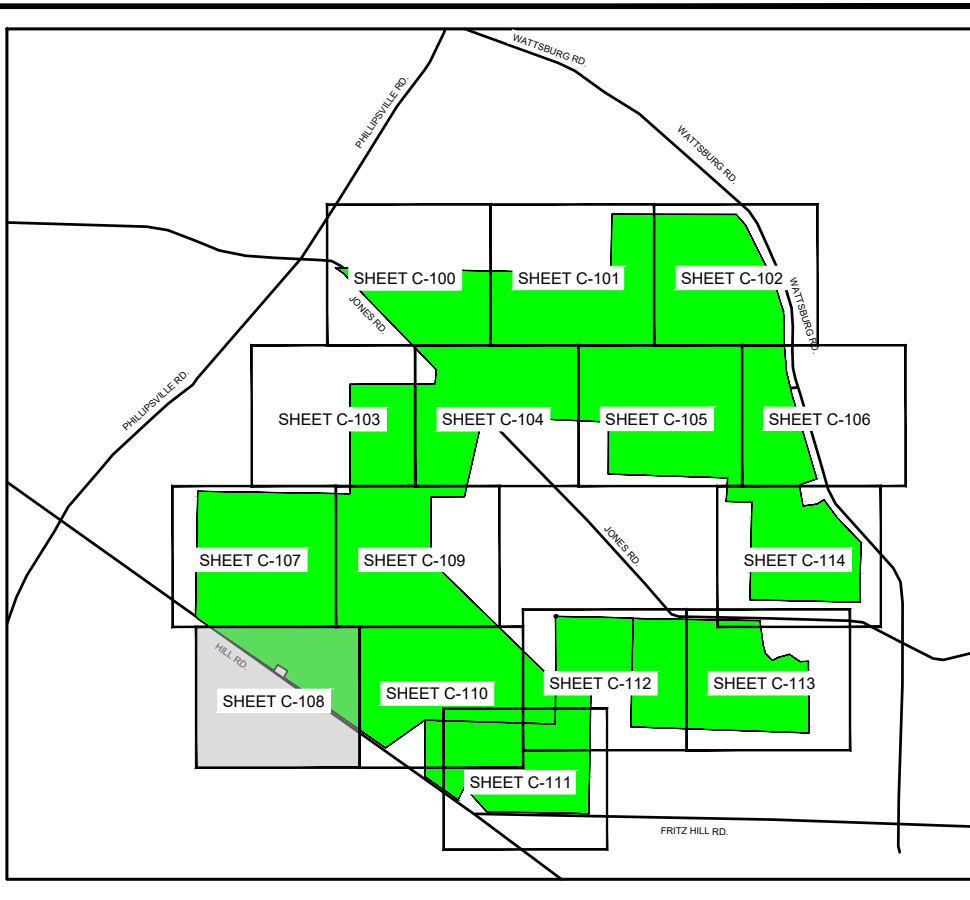 WATTSBURG RD.
PHILLIPSVILLE RD.
WATTSBURG RD.
SHEET C-100
SHEET C-101
SHEET C-102
JONES RD.
WATTSBURG RD.
PHILLIPSVILLE RD.
SHEET C-103
SHEET C-104
SHEET C-105
SHEET C-106
JONES RD.
SHEET C-107
SHEET C-109
SHEET C-114
HILL RD.
SHEET C-108
SHEET C-110
SHEET C-112
SHEET C-113
SHEET C-111
FRITZ HILL RD.